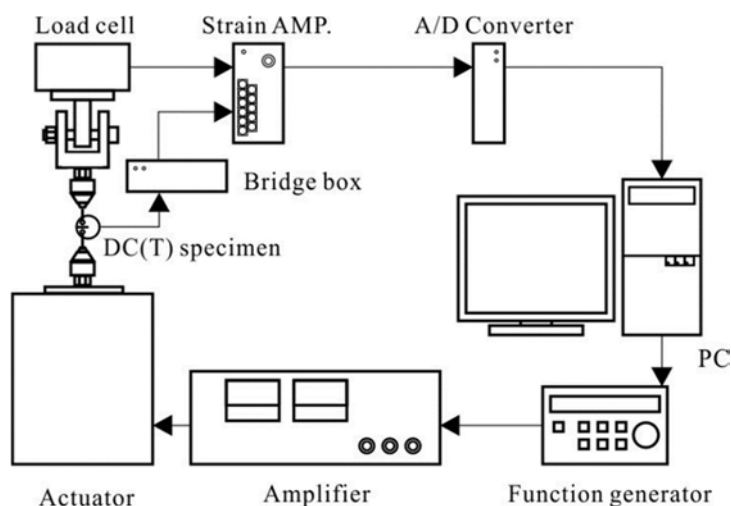 Load cell
Strain AMP.
A/D Converter
Bridge box
DC(T) specimen
PC
Actuator
Amplifier
Function generator